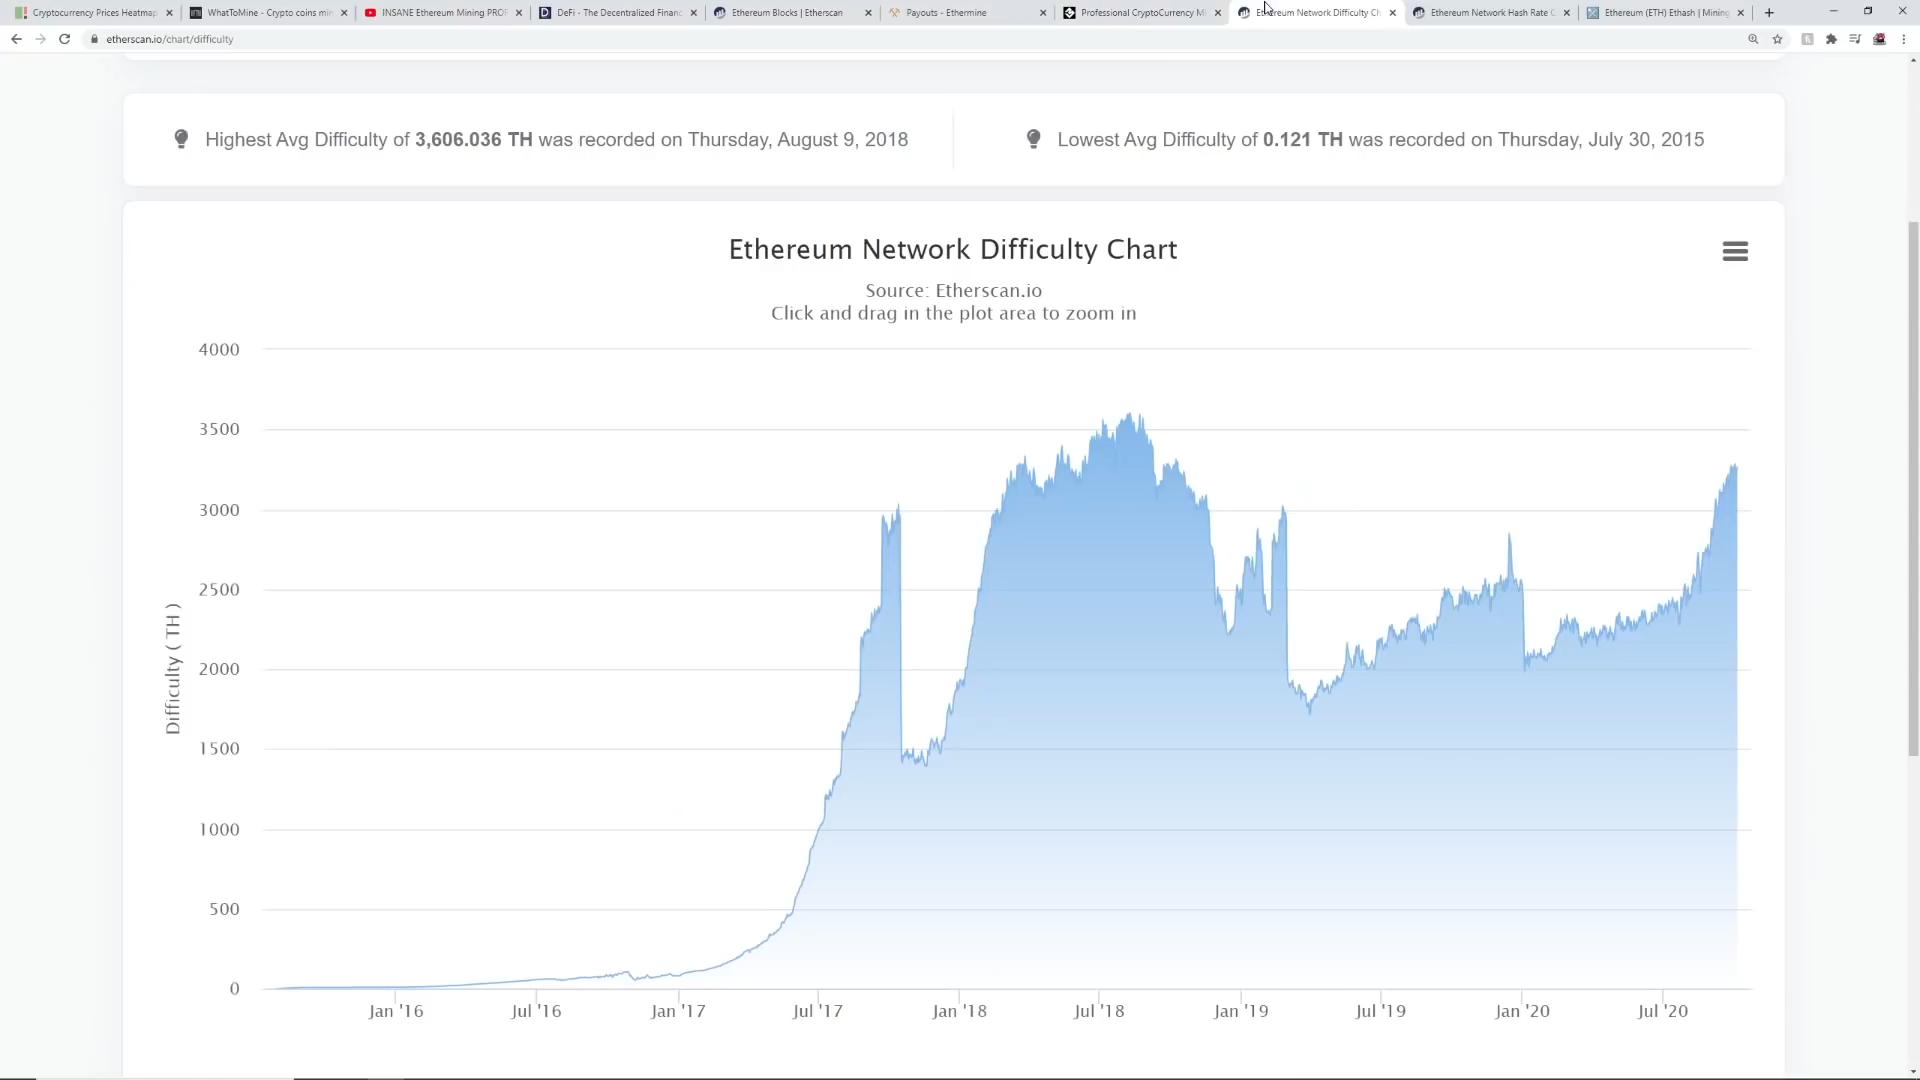 Cryptocurrency Prices Heatmap
WhatToMine - Crypto coins min
INSANE Ethereum Mining PROF
DeFi - The Decentralized Financ
Ethereum Blocks | Etherscan
Payouts - Ethermine
Professional CryptoCurrency Mi
Ethereum Network Difficulty Ch
Ethereum Network Hash Rate C
Ethereum (ETH) Ethash | Mining
etherscan.io/chart/difficulty
Highest Avg Difficulty of 3,606.036 TH was recorded on Thursday, August 9, 2018
Lowest Avg Difficulty of 0.121 TH was recorded on Thursday, July 30, 2015
Ethereum Network Difficulty Chart
Source: Etherscan.io
Click and drag in the plot area to zoom in
4000
3500
3000
2500
2000
1500
1000
500
0
Difficulty ( TH )
Jan '16
Jul '16
Jan '17
Jul '17
Jan '18
Jul '18
Jan '19
Jul '19
Jan '20
Jul '20